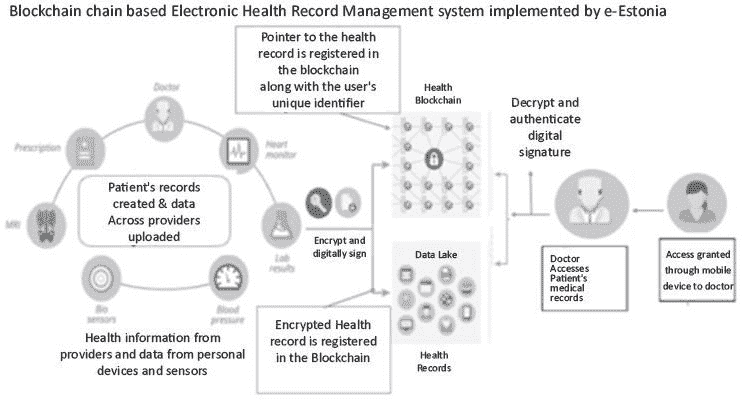 Blockchain chain based Electronic Health Record Management system implemented by e-Estonia
Pointer to the health
record is registered in
the blockchain
along with the user's
unique identifier
Health
Blockchain
Decrypt and
authenticate
digital
signature
Doctor
Prescription
Heart
monitor
MRI
Patient's records
created & data
Across providers
uploaded
Lab
results
Encrypt and
digitally sign
Bio
sensors
Blood
pressure
Data Lake
Health
Records
Doctor
Accesses
Patient's
medical
records
Access granted
through mobile
device to doctor
Health information from
providers and data from personal
devices and sensors
Encrypted Health
record is registered
in the Blockchain